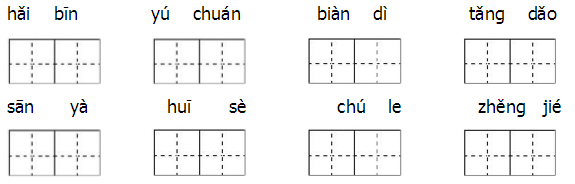 hǎi bīn yú chuán biàn dì tǎng dǎo
sān yà huī sè chú le zhěng jié